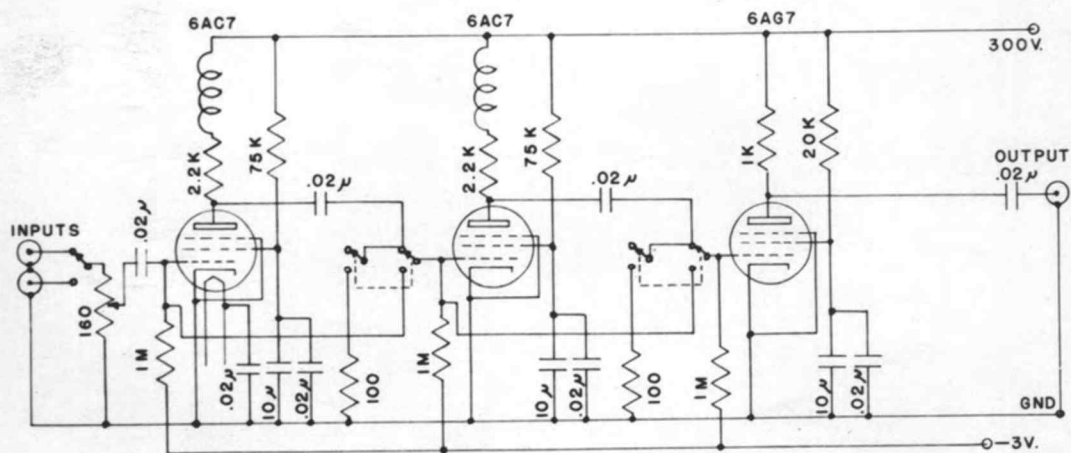 6AC7
6AC7
6AG7
300V.
2.2K
75K
2.2K
75K
1K
20K
OUTPUT
.02μ
.02μ
.02μ
INPUTS
.02μ
160
1M
.02μ
10μ
.02μ
100
1M
10μ
.02μ
100
1M
10μ
.02μ
GND
-3V.